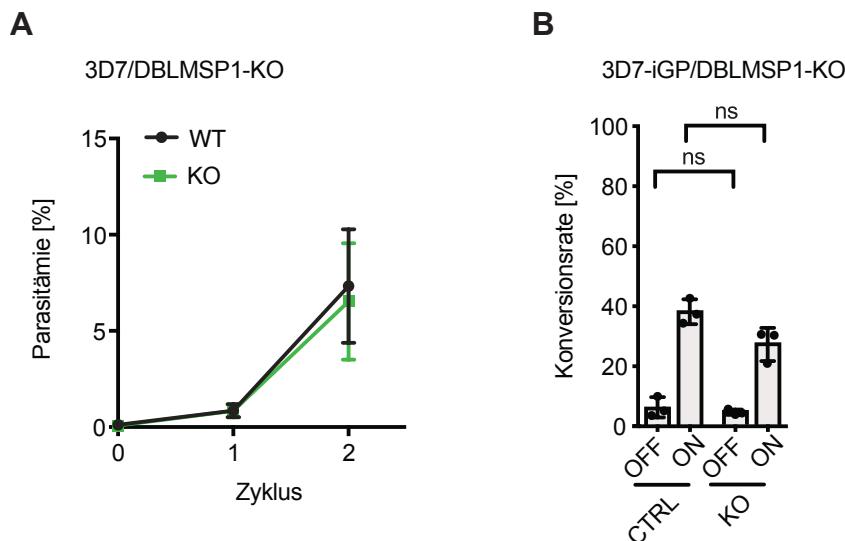 A
3D7/DBLMSP1-KO
WT
KO
15
10
5
0
Parasitämie [%]
0 1 2
Zyklus
B
3D7-iGP/DBLMSP1-KO
ns
ns
100
80
60
40
20
0
Konversionsrate [%]
OFF ON OFF ON
CTRL KO